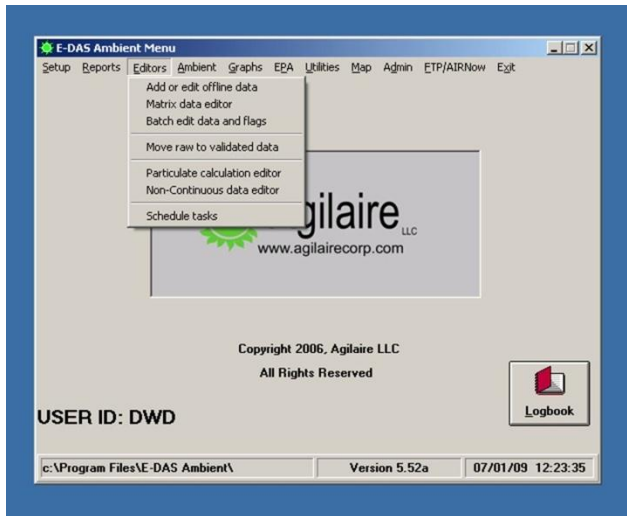 E-DAS Ambient Menu
Setup Reports Editors Ambient Graphs EPA Utilities Map Admin FTP/AIRNow Exit
Add or edit offline data
Matrix data editor
Batch edit data and flags
Move raw to validated data
Particulate calculation editor
Non-Continuous data editor
Schedule tasks
gilaire LLC
www.agilairecorp.com
Copyright 2006, Agilaire LLC
All Rights Reserved
Logbook
USER ID: DWD
c:\Program Files\E-DAS Ambient\ Version 5.52a 07/01/09 12:23:35